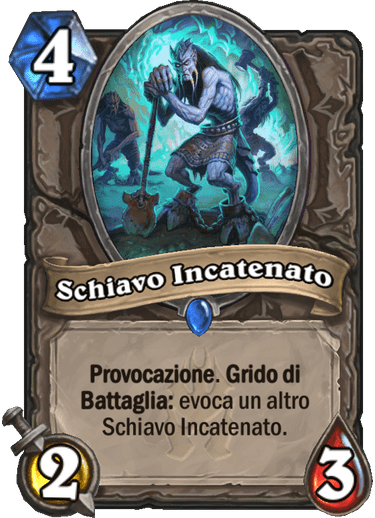 4
Schiavo Incatenato
Provocazione. Grido di
Battaglia: evoca un altro
Schiavo Incatenato.
2
3